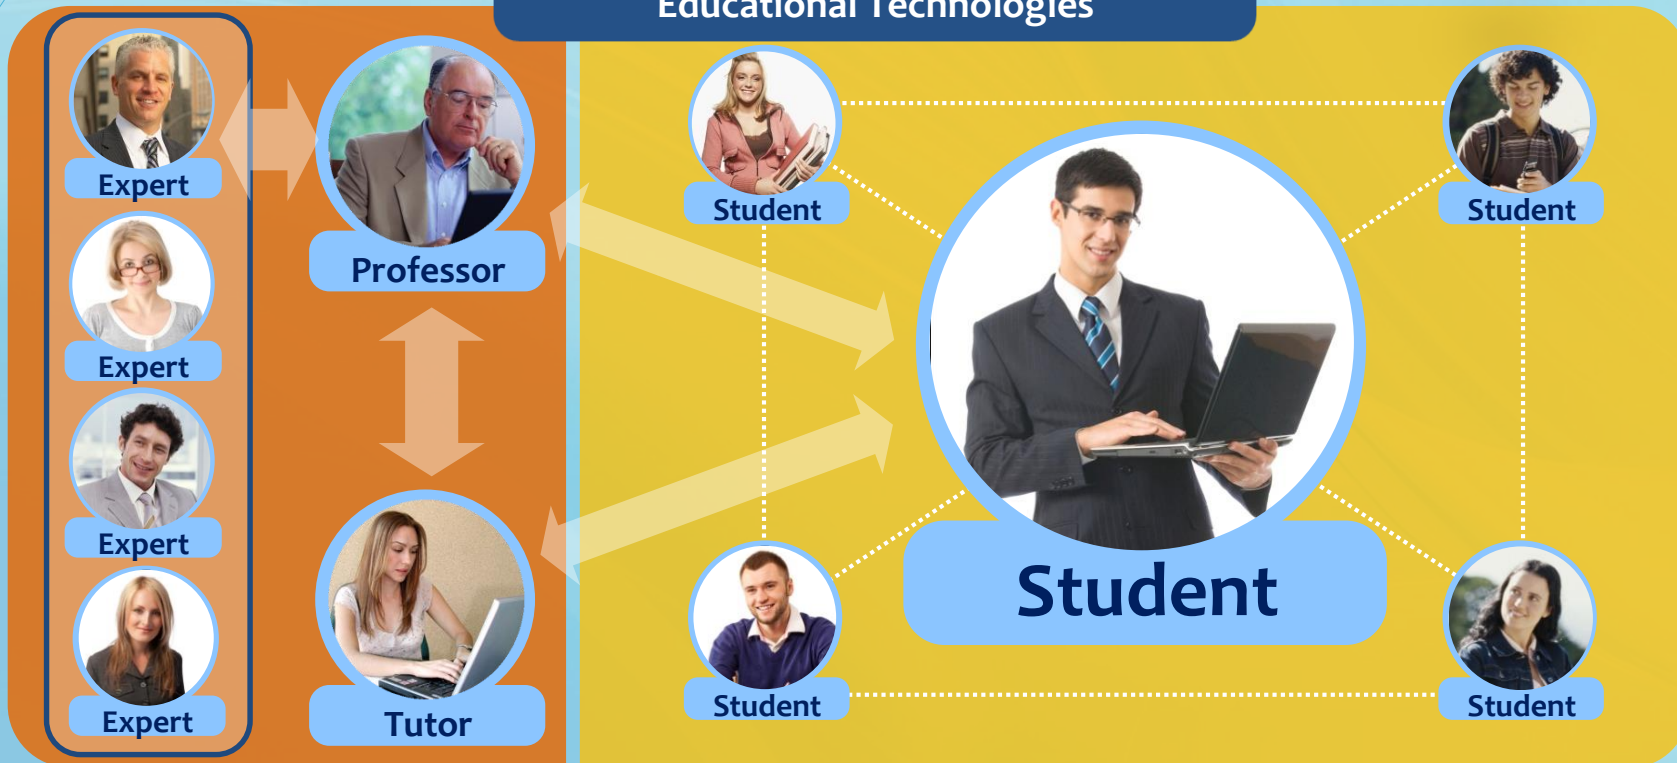 Educational Technologies
Expert
Professor
Student
Student
Expert
Expert
Student
Expert
Tutor
Student
Student